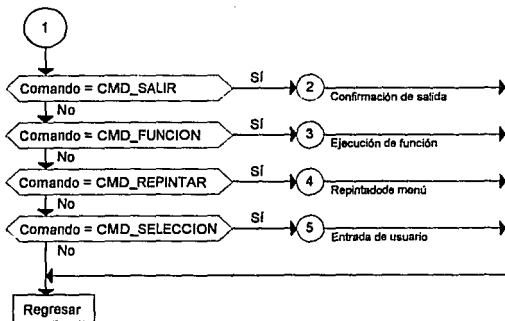 1
Comando = CMD_SALIR SÍ 2 Confirmación de salida
No
Comando = CMD_FUNCION SÍ 3 Ejecución de función
No
Comando = CMD_REPINTAR SÍ 4 Repintadode menú
No
Comando = CMD_SELECCION SÍ 5 Entrada de usuario
No
Regresar